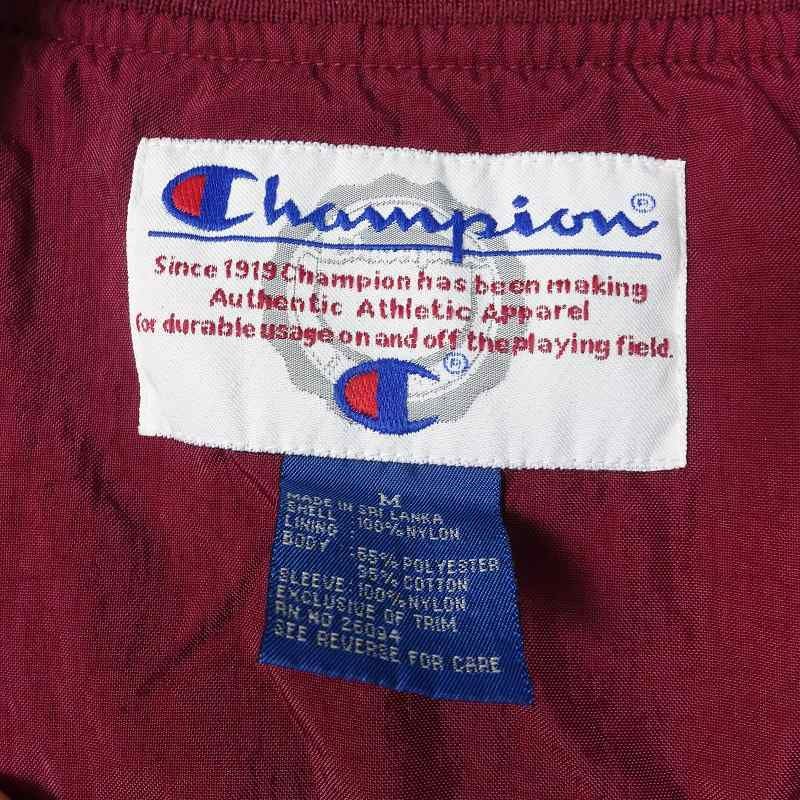 Champion®
Since 1919 Champion has been making
Authentic Athletic Apparel
for durable usage on and off the playing field.
®
M
MADE IN SRI LANKA
SHELL : 100% NYLON
LINING :
BODY : 65% POLYESTER
35% COTTON
SLEEVE : 100% NYLON
EXCLUSIVE OF TRIM
RN NO 26094
SEE REVERSE FOR CARE